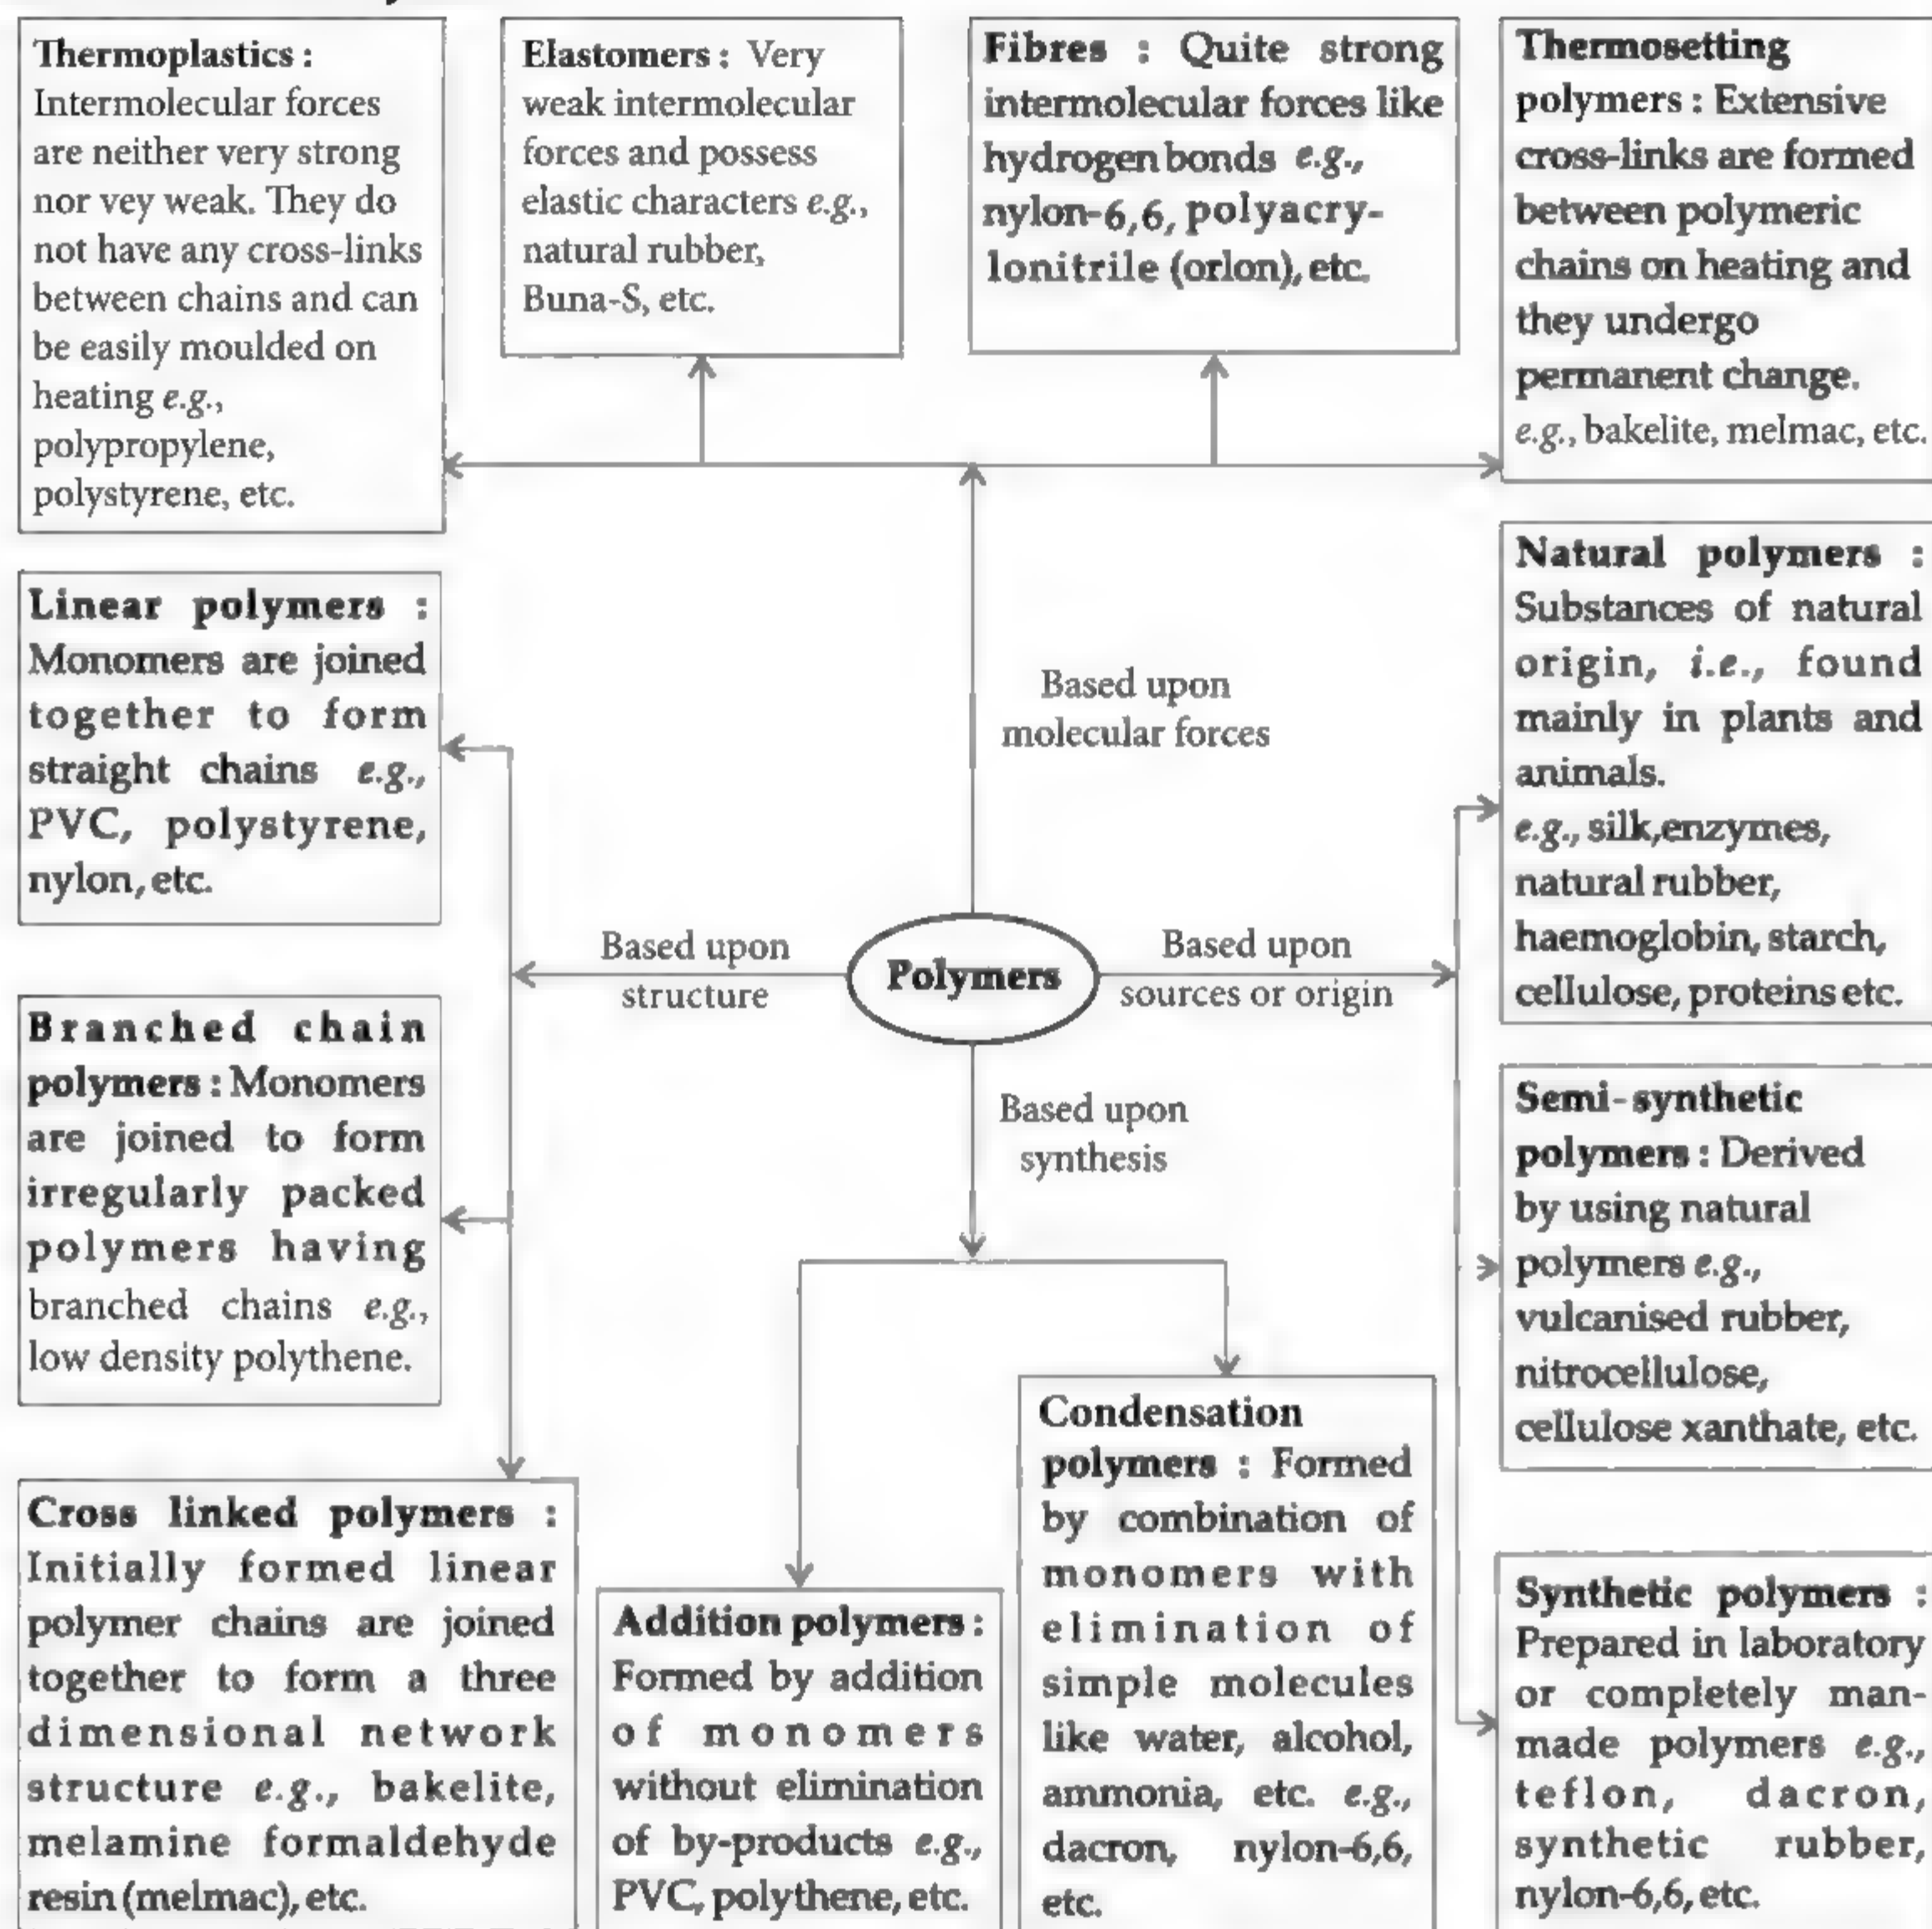 Thermoplastics :
Intermolecular forces
are neither very strong
nor vey weak. They do
not have any cross-links
between chains and can
be easily moulded on
heating e.g.,
polypropylene,
polystyrene, etc.
Elastomers : Very
weak intermolecular
forces and possess
elastic characters e.g.,
natural rubber,
Buna-S, etc.
Fibres : Quite strong
intermolecular forces like
hydrogen bonds e.g.,
nylon-6,6, polyacry-
lonitrile (orlon), etc.
Thermosetting
polymers : Extensive
cross-links are formed
between polymeric
chains on heating and
they undergo
permanent change.
e.g., bakelite, melmac, etc.
Based upon
molecular forces
Linear polymers :
Monomers are joined
together to form
straight chains e.g.,
PVC, polystyrene,
nylon, etc.
Branched chain
polymers : Monomers
are joined to form
irregularly packed
polymers having
branched chains e.g.,
low density polythene.
Cross linked polymers :
Initially formed linear
polymer chains are joined
together to form a three
dimensional network
structure e.g., bakelite,
melamine formaldehyde
resin (melmac), etc.
Based upon
structure
Polymers
Based upon
sources or origin
Based upon
synthesis
Addition polymers :
Formed by addition
of monomers
without elimination
of by-products e.g.,
PVC, polythene, etc.
Condensation
polymers : Formed
by combination of
monomers with
elimination of
simple molecules
like water, alcohol,
ammonia, etc. e.g.,
dacron, nylon-6,6,
etc.
Natural polymers :
Substances of natural
origin, i.e., found
mainly in plants and
animals.
e.g., silk,enzymes,
natural rubber,
haemoglobin, starch,
cellulose, proteins etc.
Semi-synthetic
polymers : Derived
by using natural
polymers e.g.,
vulcanised rubber,
nitrocellulose,
cellulose xanthate, etc.
Synthetic polymers :
Prepared in laboratory
or completely man-
made polymers e.g.,
teflon, dacron,
synthetic rubber,
nylon-6,6, etc.